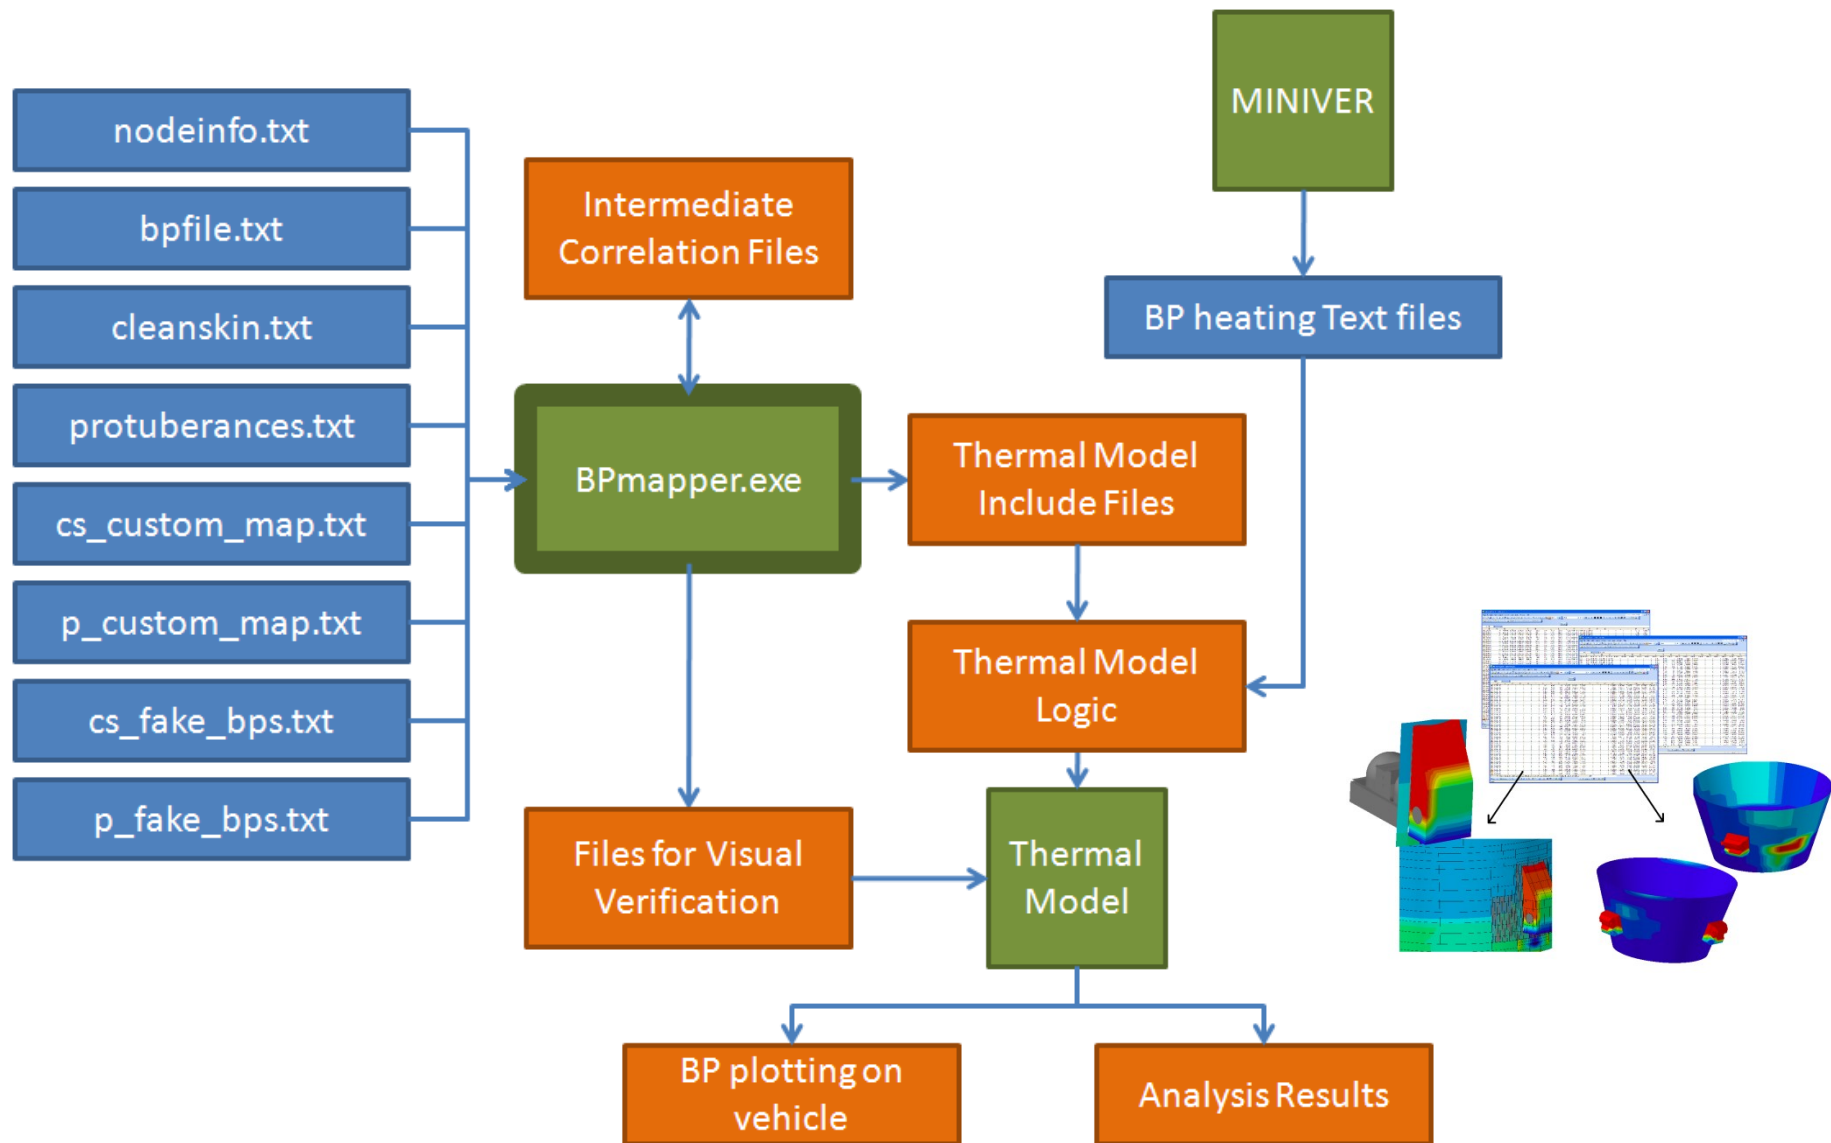 MINIVER
nodeinfo.txt
bpfile.txt
cleanskin.txt
protuberances.txt
cs_custom_map.txt
p_custom_map.txt
cs_fake_bps.txt
p_fake_bps.txt
Intermediate
Correlation Files
BP heating Text files
BPmapper.exe
Thermal Model
Include Files
Thermal Model
Logic
Files for Visual
Verification
Thermal
Model
BP plotting on
vehicle
Analysis Results